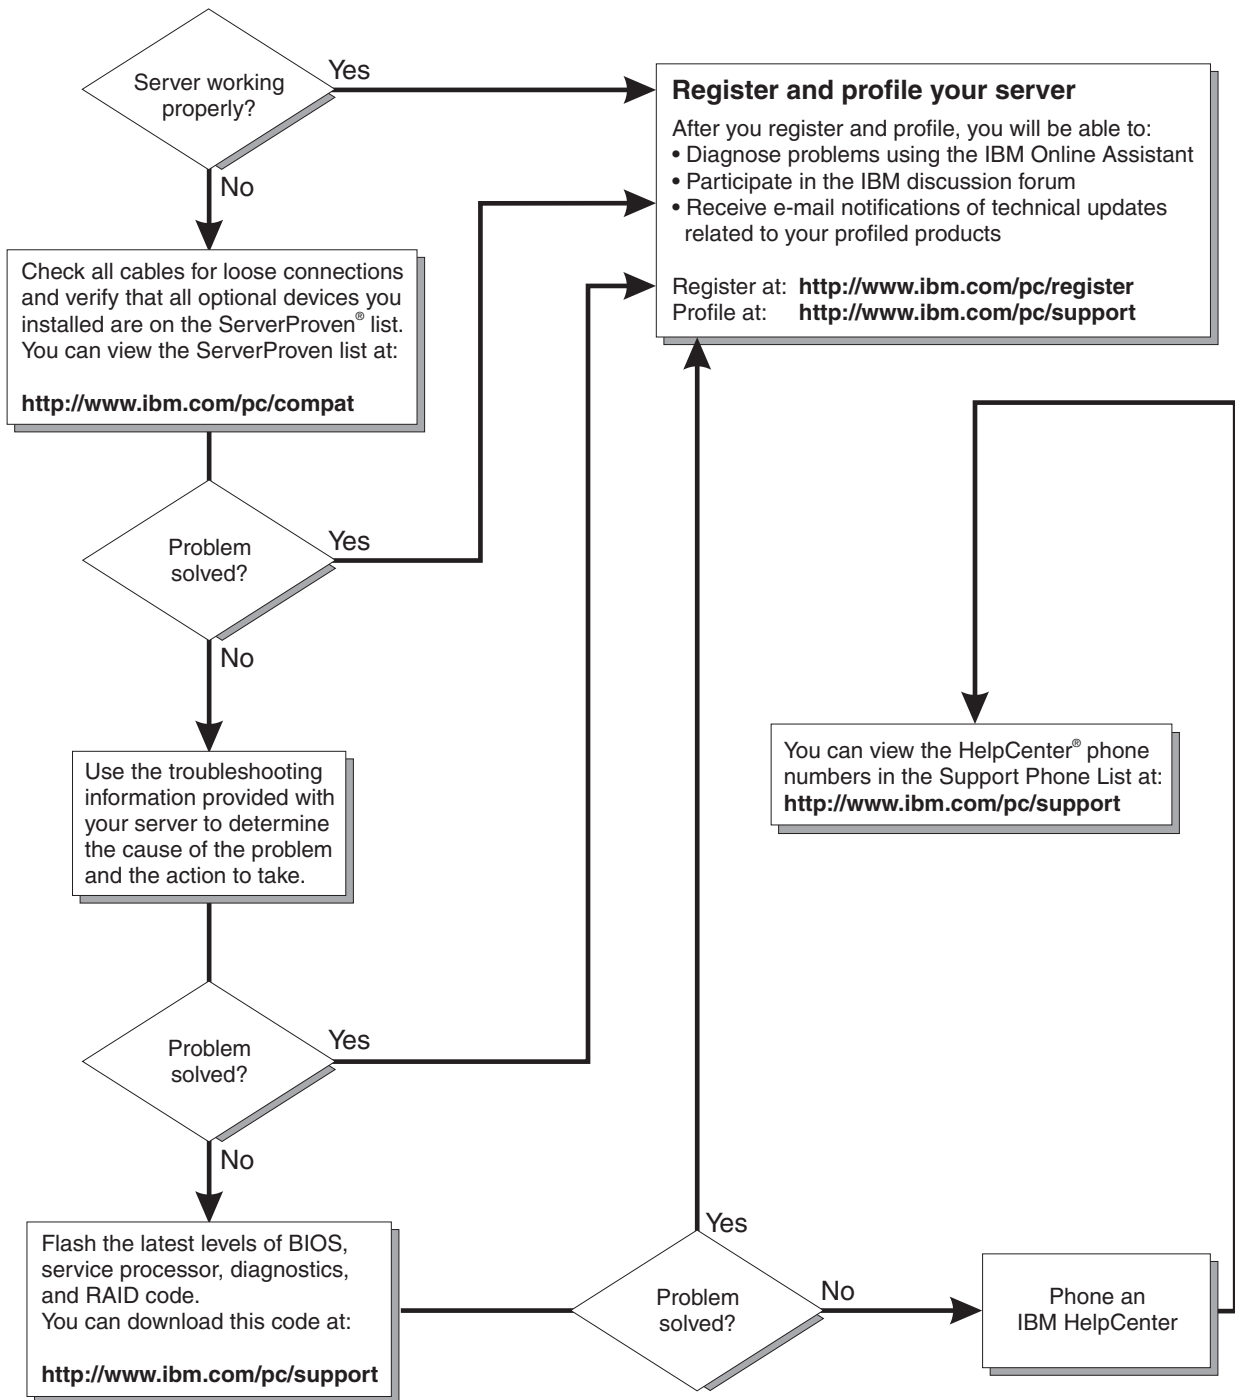 Server working
properly?
Yes
No
Register and profile your server
After you register and profile, you will be able to:
• Diagnose problems using the IBM Online Assistant
• Participate in the IBM discussion forum
• Receive e-mail notifications of technical updates
related to your profiled products
Register at: http://www.ibm.com/pc/register
Profile at: http://www.ibm.com/pc/support
Check all cables for loose connections
and verify that all optional devices you
installed are on the ServerProven® list.
You can view the ServerProven list at:
http://www.ibm.com/pc/compat
Problem
solved?
Yes
No
Use the troubleshooting
information provided with
your server to determine
the cause of the problem
and the action to take.
You can view the HelpCenter® phone
numbers in the Support Phone List at:
http://www.ibm.com/pc/support
Problem
solved?
Yes
No
Flash the latest levels of BIOS,
service processor, diagnostics,
and RAID code.
You can download this code at:
http://www.ibm.com/pc/support
Problem
solved?
Yes
No
Phone an
IBM HelpCenter